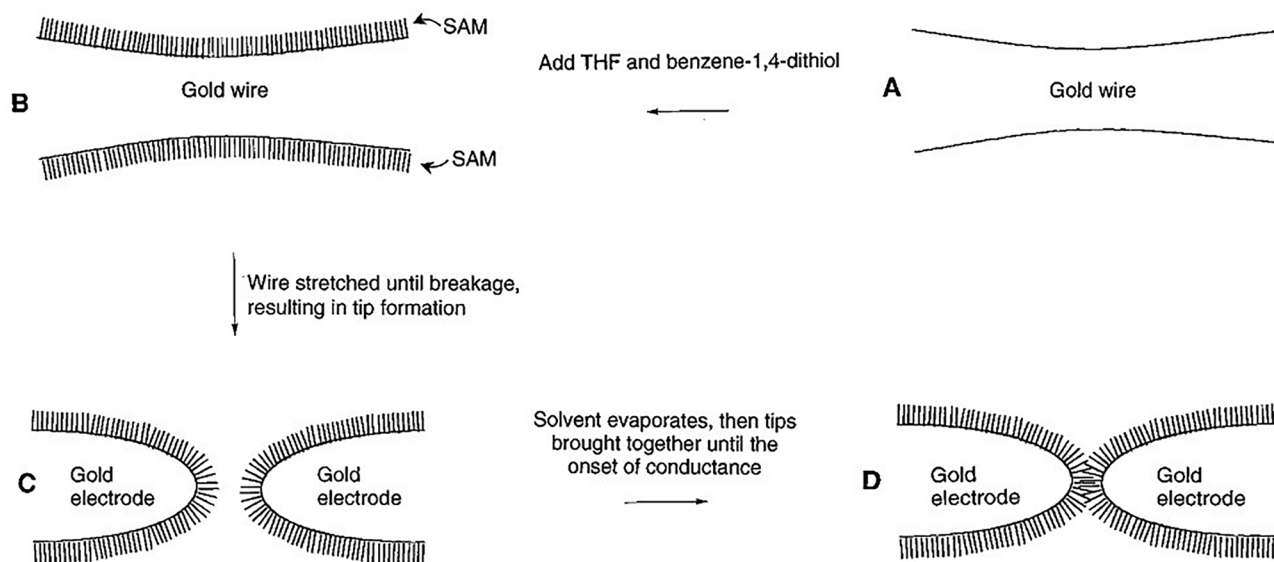 SAM
Gold wire
B
SAM
Add THF and benzene-1,4-dithiol
A
Gold wire
Wire stretched until breakage,
resulting in tip formation
C
Gold
electrode
Gold
electrode
Solvent evaporates, then tips
brought together until the
onset of conductance
D
Gold
electrode
Gold
electrode